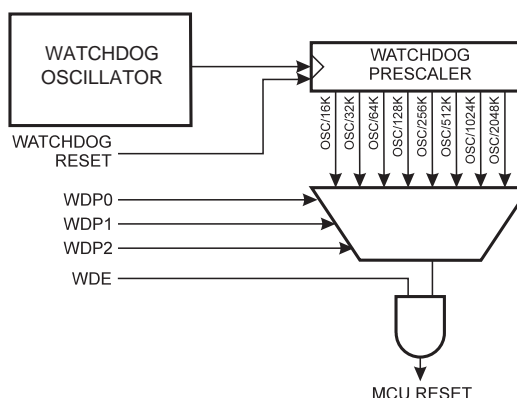 WATCHDOG
OSCILLATOR
WATCHDOG
PRESCALER
WATCHDOG
RESET
OSC/16K
OSC/32K
OSC/64K
OSC/128K
OSC/256K
OSC/512K
OSC/1024K
OSC/2048K
WDP0
WDP1
WDP2
WDE
MCU RESET